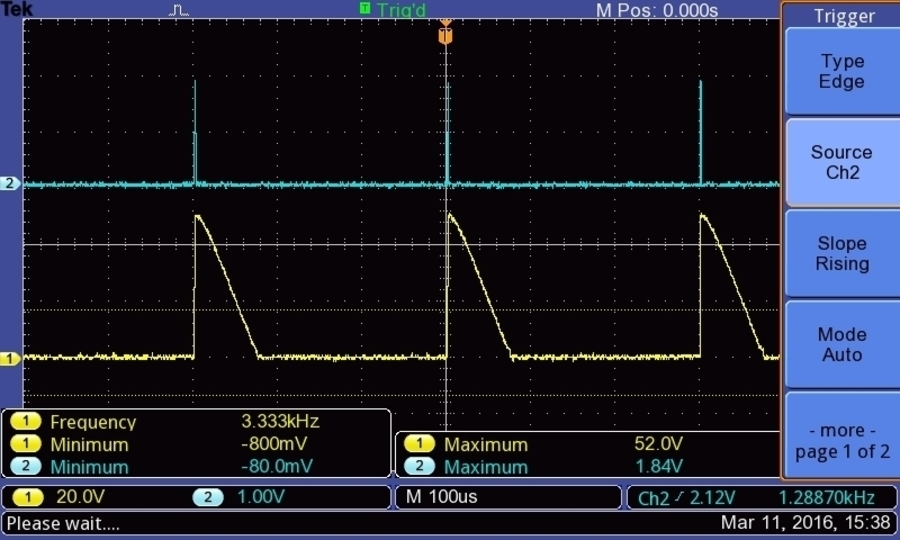 Tek Trig'd M Pos: 0.000s
T
Trigger
Type
Edge
Source
Ch2
Slope
Rising
Mode
Auto
- more -
page 1 of 2
2
1
1 Frequency 3.333kHz
1 Minimum -800mV
2 Minimum -80.0mV
1 Maximum 52.0V
2 Maximum 1.84V
1 20.0V 2 1.00V M 100us Ch2 2.12V 1.28870kHz
Please wait.... Mar 11, 2016, 15:38